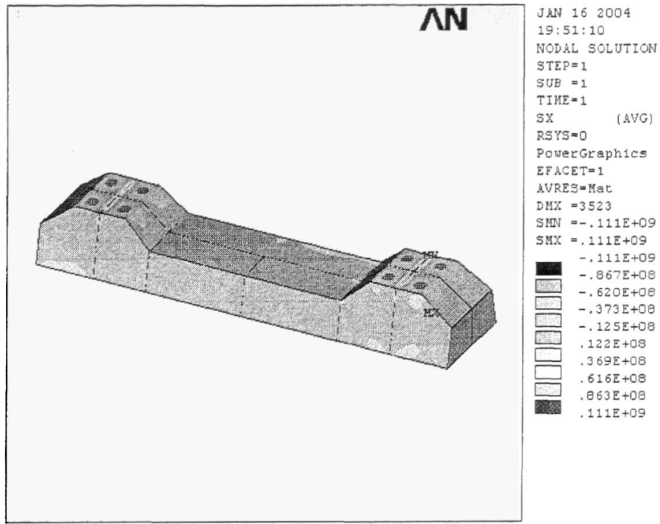 1
AN
JAN 16 2004
19:51:10
NODAL SOLUTION
STEP=1
SUB =1
TIME=1
SX (AVG)
RSYS=0
PowerGraphics
EFACET=1
AVRES=Mat
DMX =3523
SMN =-.111E+09
SMX =.111E+09
-.111E+09
-.867E+08
-.620E+08
-.373E+08
-.125E+08
.122E+08
.369E+08
.616E+08
.863E+08
.111E+09
MX